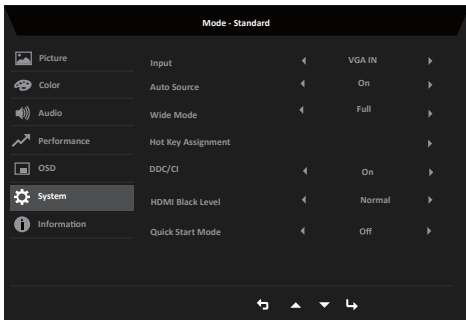 Mode - Standard
Picture
Color
Audio
Performance
OSD
System
Information
Input VGA IN
Auto Source On
Wide Mode Full
Hot Key Assignment
DDC/CI On
HDMI Black Level Normal
Quick Start Mode Off